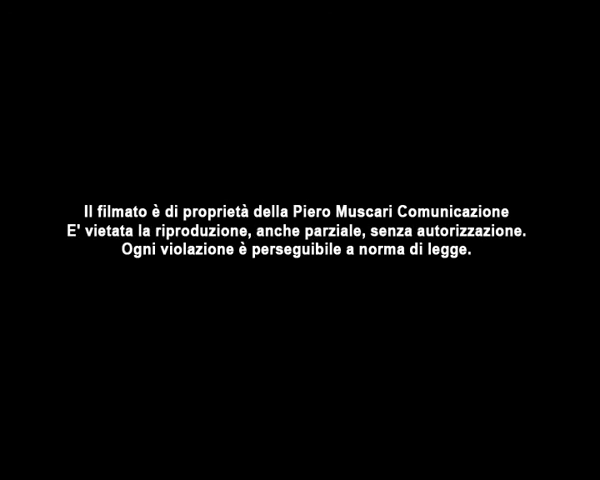 Il filmato è di proprietà della Piero Muscari Comunicazione
E' vietata la riproduzione, anche parziale, senza autorizzazione.
Ogni violazione è perseguibile a norma di legge.